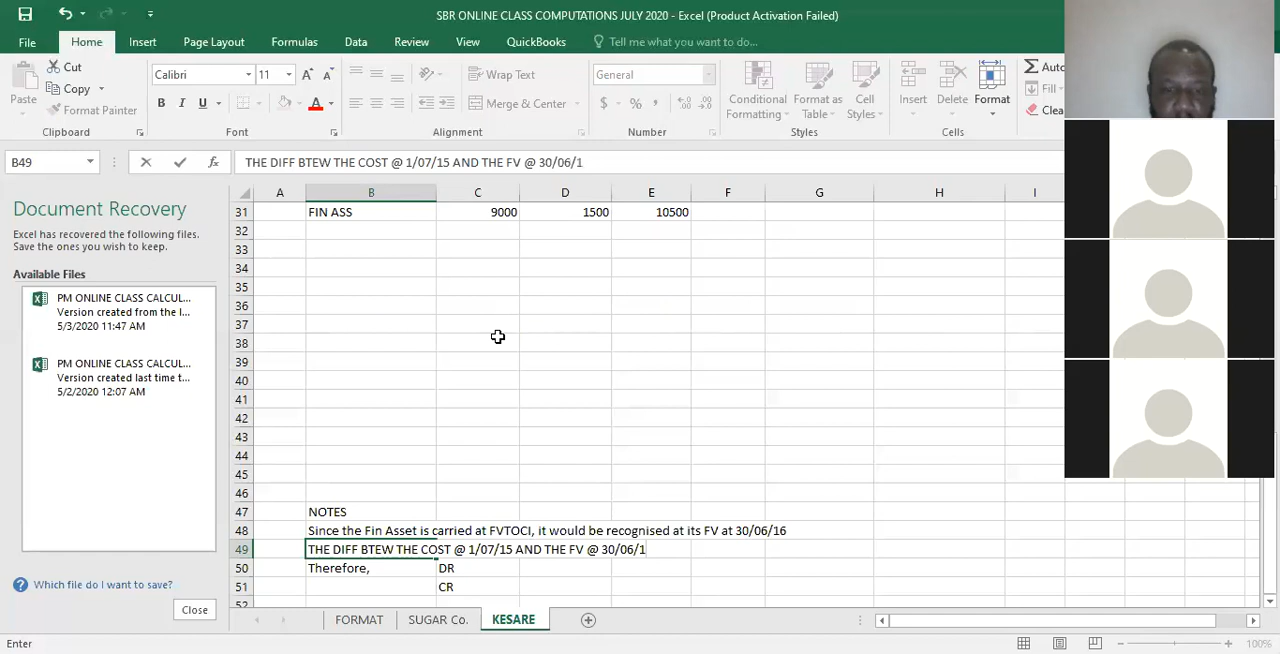 SBR ONLINE CLASS COMPUTATIONS JULY 2020 - Excel (Product Activation Failed)
File Home Insert Page Layout Formulas Data Review View QuickBooks Tell me what you want to do...
Paste
Cut
Copy
Format Painter
Calibri 11
B I U
Wrap Text
Merge & Center
General
$ % ,
Conditional Formatting
Format as Table
Cell Styles
Insert Delete Format
Auto
Fill
Clea
Clipboard Font Alignment Number Styles Cells
B49 fx THE DIFF BTEW THE COST @ 1/07/15 AND THE FV @ 30/06/1
Document Recovery
Excel has recovered the following files.
Save the ones you wish to keep.
Available Files
PM ONLINE CLASS CALCUL...
Version created from the l...
5/3/2020 11:47 AM
PM ONLINE CLASS CALCUL...
Version created last time t...
5/2/2020 12:07 AM
Which file do I want to save?
Close
A B C D E F G H I
31 FIN ASS 9000 1500 10500
32
33
34
35
36
37
38
39
40
41
42
43
44
45
46
47 NOTES
48 Since the Fin Asset is carried at FVTOCI, it would be recognised at its FV at 30/06/16
49 THE DIFF BTEW THE COST @ 1/07/15 AND THE FV @ 30/06/1
50 Therefore, DR
51 CR
52
FORMAT SUGAR Co. KESARE
Enter
100%